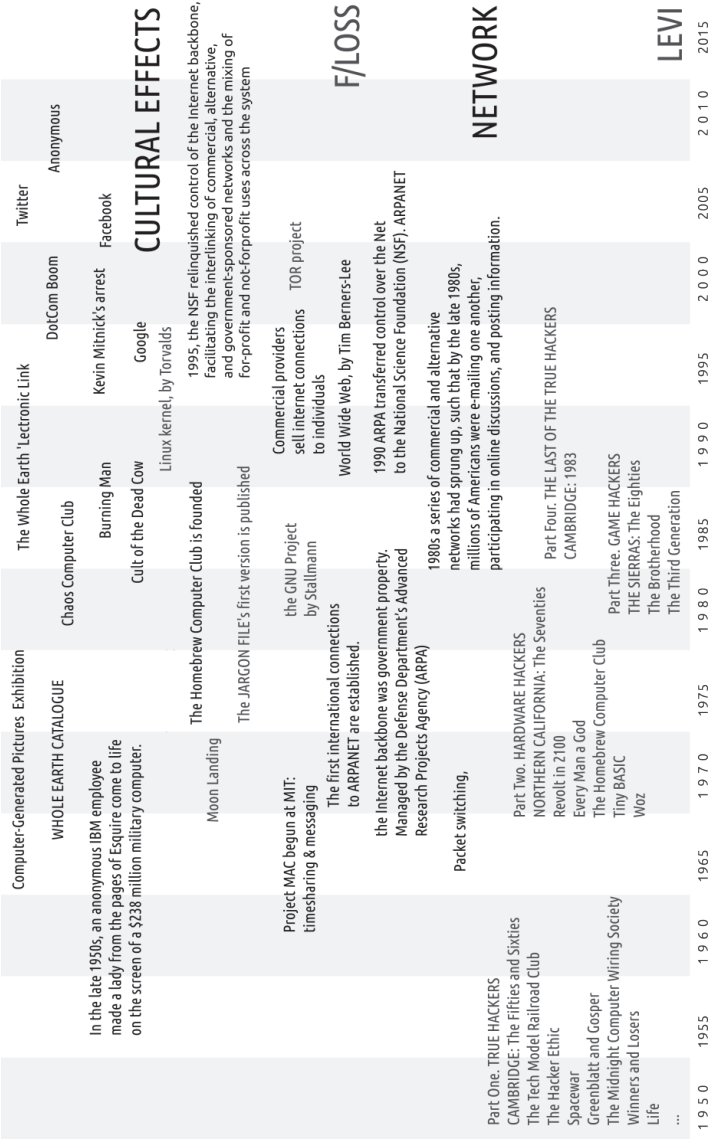 The Whole Earth 'Lectronic Link
Twitter
Computer-Generated Pictures Exhibition
Anonymous
DotCom Boom
WHOLE EARTH CATALOGUE
Chaos Computer Club
In the late 1950s, an anonymous IBM employee
made a lady from the pages of Esquire come to life
on the screen of a $238 million military computer.
Burning Man
Kevin Mitnick's arrest
Facebook
Cult of the Dead Cow
Google
CULTURAL EFFECTS
Linux kernel, by Torvalds
The Homebrew Computer Club is founded
1995, the NSF relinquished control of the Internet backbone,
facilitating the interlinking of commercial, alternative,
and government-sponsored networks and the mixing of
for-profit and not-forprofit uses across the system
Moon Landing
The JARGON FILE's first version is published
Project MAC begun at MIT:
timesharing & messaging
the GNU Project
by Stallmann
Commercial providers
sell internet connections
to individuals
TOR project
F/LOSS
The first international connections
to ARPANET are established.
World Wide Web, by Tim Berners-Lee
the Internet backbone was government property.
Managed by the Defense Department's Advanced
Research Projects Agency (ARPA)
1990 ARPA transferred control over the Net
to the National Science Foundation (NSF). ARPANET
Packet switching,
1980s a series of commercial and alternative
networks had sprung up, such that by the late 1980s,
millions of Americans were e-mailing one another,
participating in online discussions, and posting information.
NETWORK
Part One. TRUE HACKERS
CAMBRIDGE: The Fifties and Sixties
The Tech Model Railroad Club
The Hacker Ethic
Spacewar
Greenblatt and Gosper
The Midnight Computer Wiring Society
Winners and Losers
Life
...
Part Two. HARDWARE HACKERS
NORTHERN CALIFORNIA: The Seventies
Revolt in 2100
Every Man a God
The Homebrew Computer Club
Tiny BASIC
Woz
Part Four. THE LAST OF THE TRUE HACKERS
CAMBRIDGE: 1983
Part Three. GAME HACKERS
THE SIERRAS: The Eighties
The Brotherhood
The Third Generation
LEVI
1950 1955 1960 1965 1970 1975 1980 1985 1990 1995 2000 2005 2010 2015